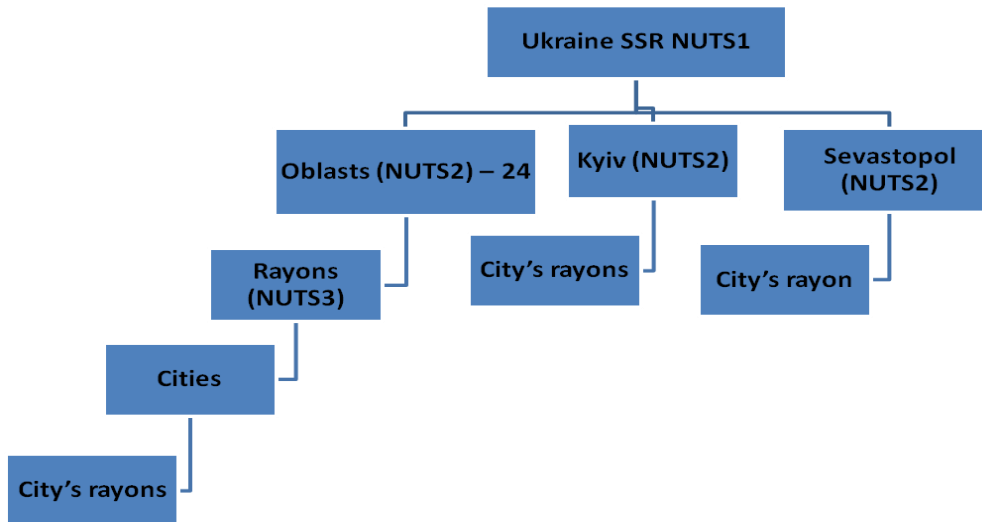 Ukraine SSR NUTS1
Oblasts (NUTS2) – 24
Kyiv (NUTS2)
Sevastopol
(NUTS2)
Rayons
(NUTS3)
City’s rayons
City’s rayon
Cities
City’s rayons